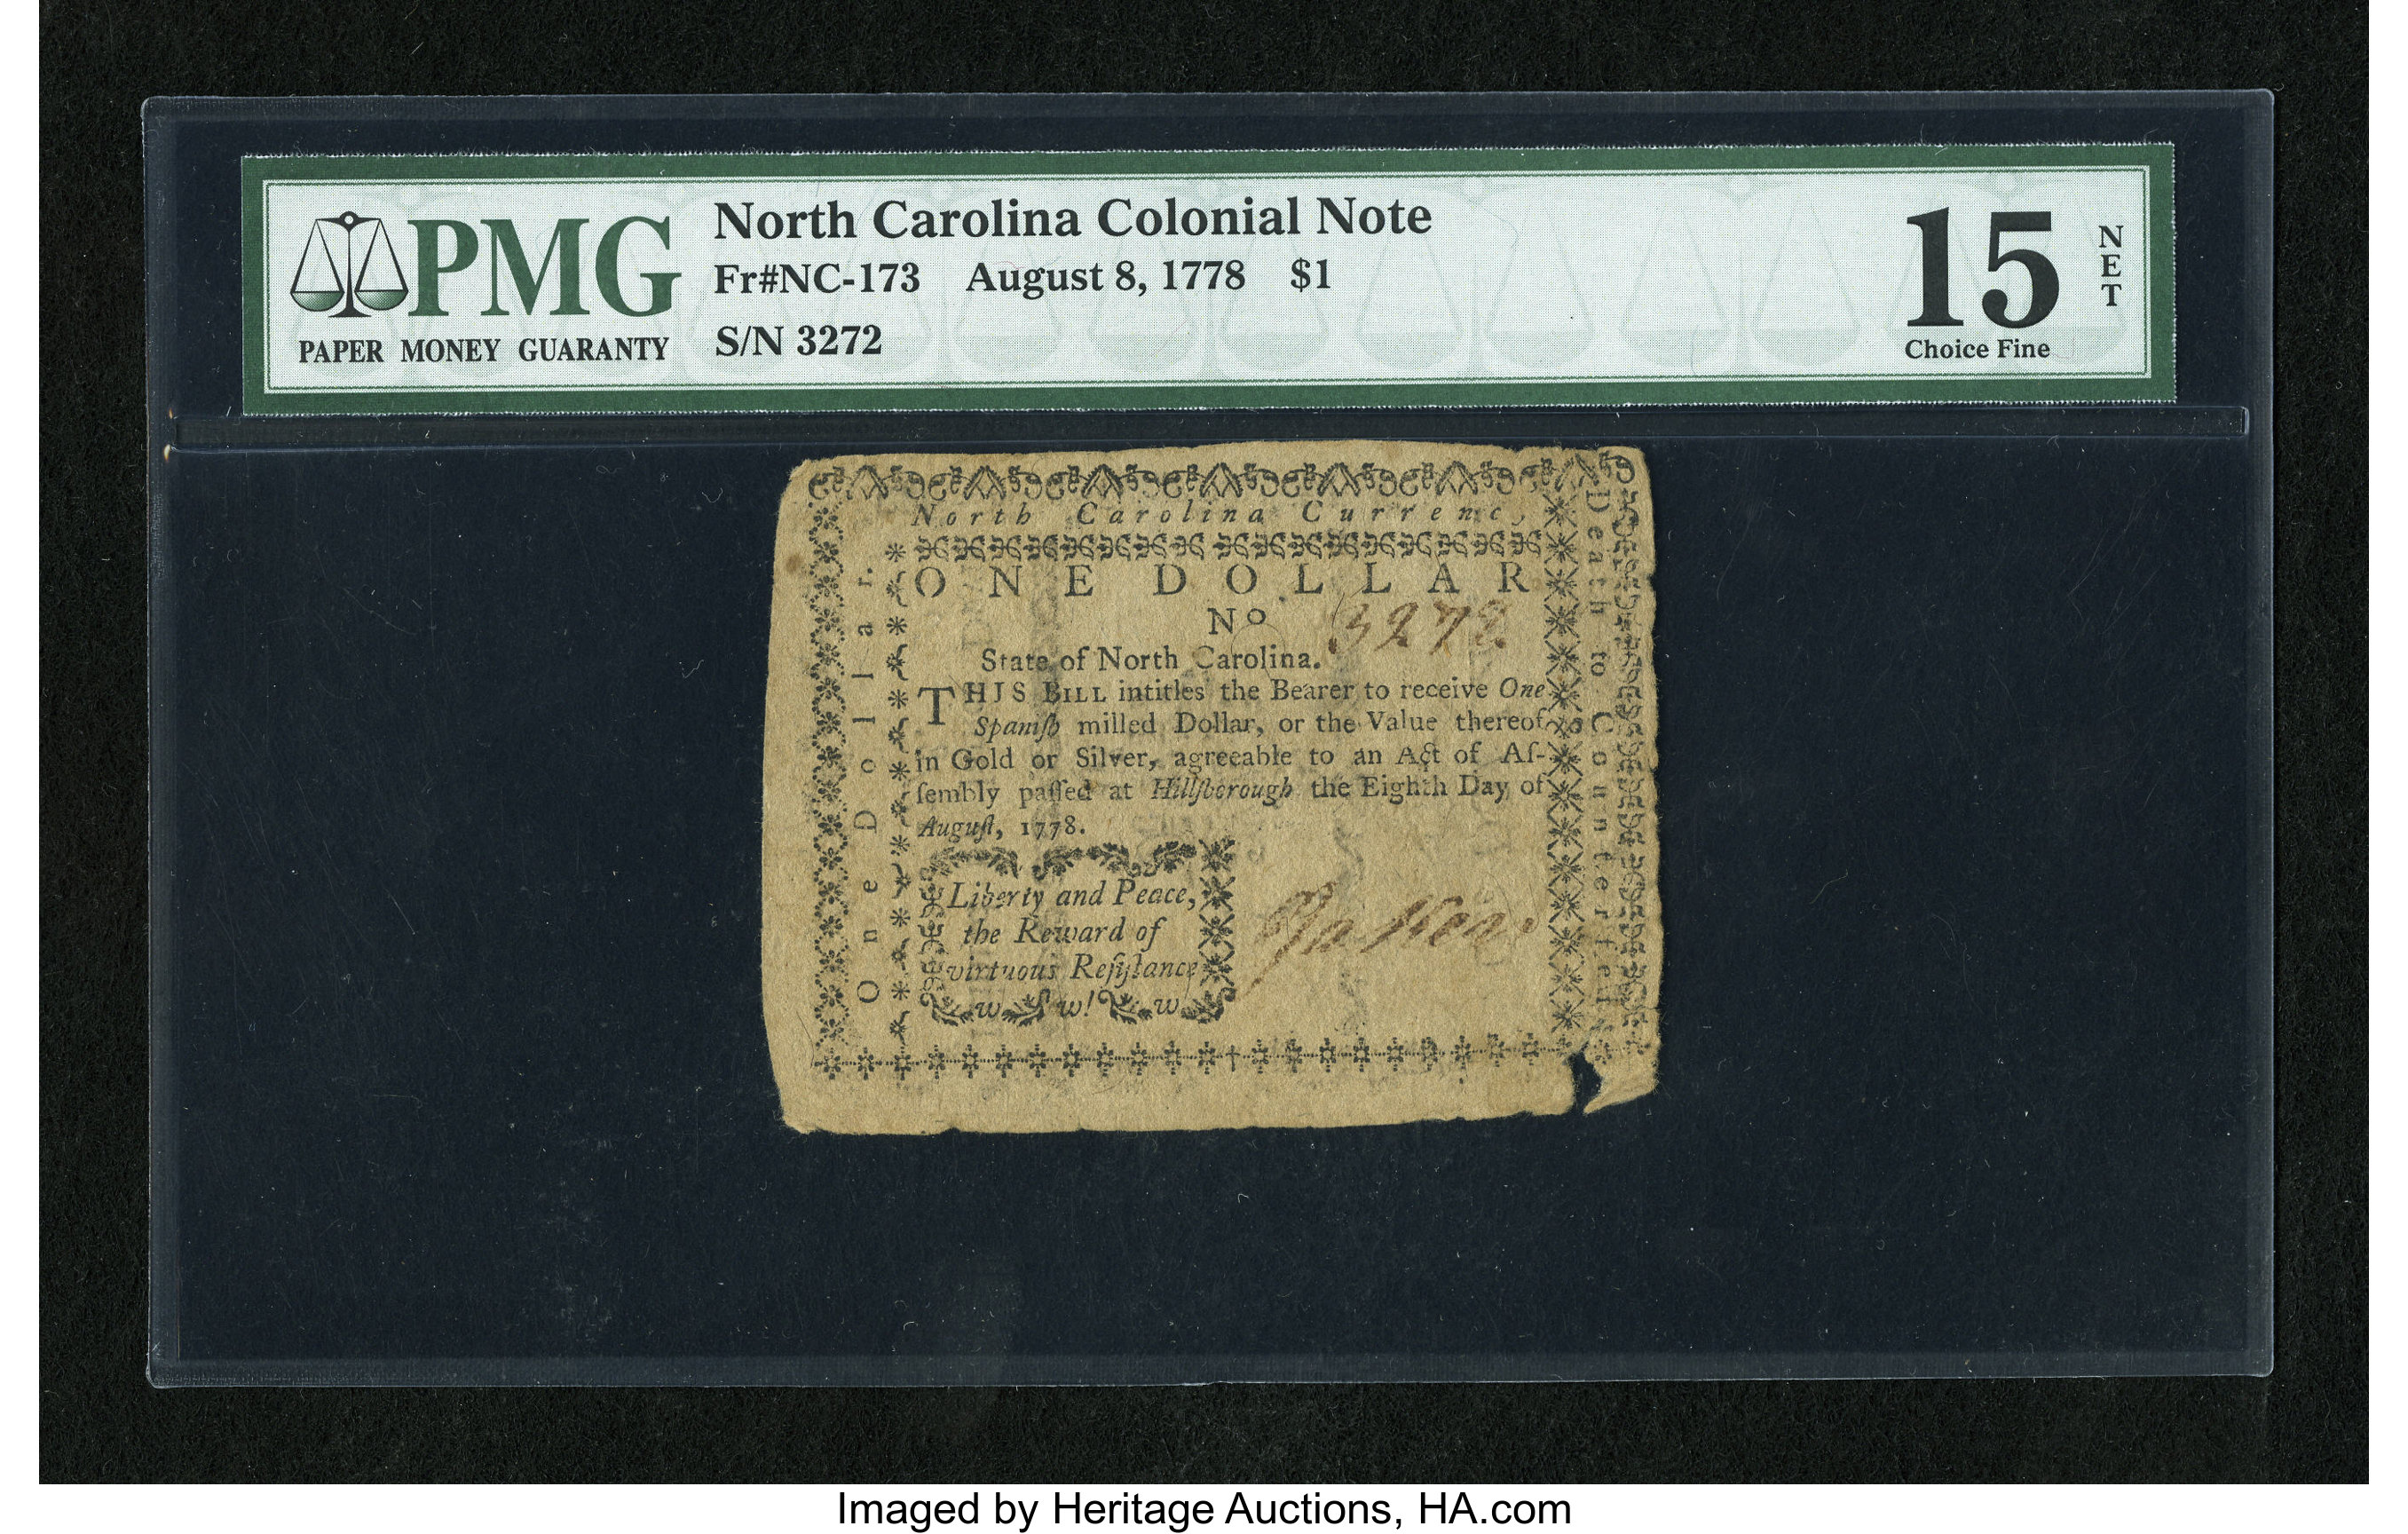 PMG
PAPER MONEY GUARANTY
North Carolina Colonial Note
Fr#NC-173 August 8, 1778 $1
S/N 3272
15
NET
Choice Fine
North Carolina Currenc
ONE DOLLAR
No 3272
State of North Carolina.
THJS BILL intitles the Bearer to receive One
Spaniſh milled Dollar, or the Value thereof
in Gold or Silver, agreeable to an Act of Aſ-
ſembly paſſed at Hillſborough the Eighth Day of
Auguſt, 1778.
Liberty and Peace,
the Reward of
virtuous Reſiſtance
w w! w
One Dollar.
Death to Counterfeit
Imaged by Heritage Auctions, HA.com